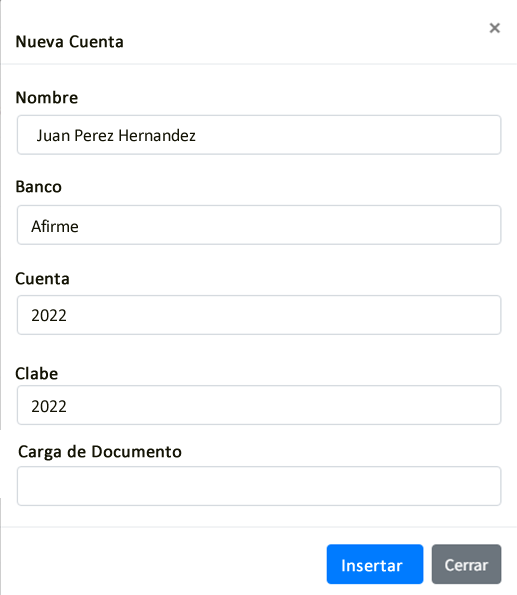 ×
Nueva Cuenta
Nombre
Juan Perez Hernandez
Banco
Afirme
Cuenta
2022
Clabe
2022
Carga de Documento
Insertar
Cerrar